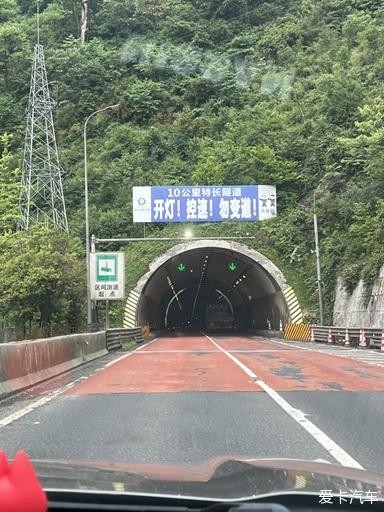 10公里特长隧道
开灯！控速！勿变道！
区间测速
起点
爱卡汽车